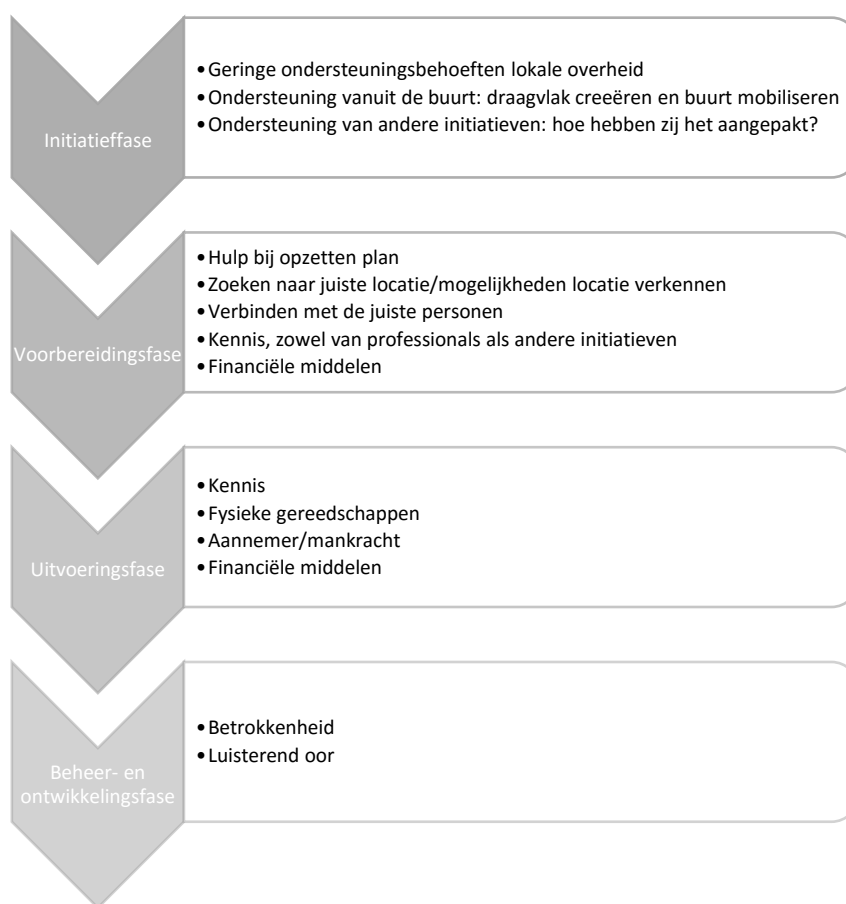 Initiatieffase
•Geringe ondersteuningsbehoeften lokale overheid
•Ondersteuning vanuit de buurt: draagvlak creeëren en buurt mobiliseren
•Ondersteuning van andere initiatieven: hoe hebben zij het aangepakt?
Voorbereidingsfase
•Hulp bij opzetten plan
•Zoeken naar juiste locatie/mogelijkheden locatie verkennen
•Verbinden met de juiste personen
•Kennis, zowel van professionals als andere initiatieven
•Financiële middelen
Uitvoeringsfase
•Kennis
•Fysieke gereedschappen
•Aannemer/mankracht
•Financiële middelen
Beheer- en
ontwikkelingsfase
•Betrokkenheid
•Luisterend oor